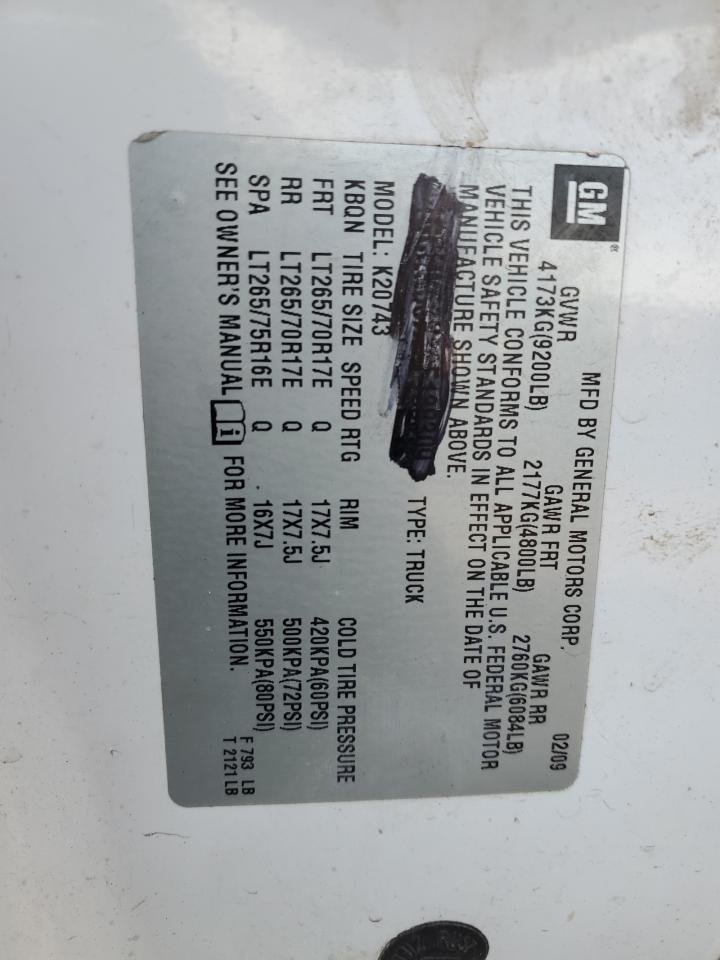 GM MFD BY GENERAL MOTORS CORP. 02/09
GVWR GAWR FRT GAWR RR
4173KG(9200LB) 2177KG(4800LB) 2760KG(6084LB)
THIS VEHICLE CONFORMS TO ALL APPLICABLE U.S. FEDERAL MOTOR
VEHICLE SAFETY STANDARDS IN EFFECT ON THE DATE OF
MANUFACTURE SHOWN ABOVE.
TYPE: TRUCK
MODEL: K20743
KBQN TIRE SIZE SPEED RTG RIM COLD TIRE PRESSURE
FRT LT265/70R17E Q 17X7.5J 420KPA(60PSI)
RR LT265/70R17E Q 17X7.5J 500KPA(72PSI)
SPA LT265/75R16E Q 16X7J 550KPA(80PSI)
SEE OWNER'S MANUAL i FOR MORE INFORMATION.
F 793 LB
T 2121 LB